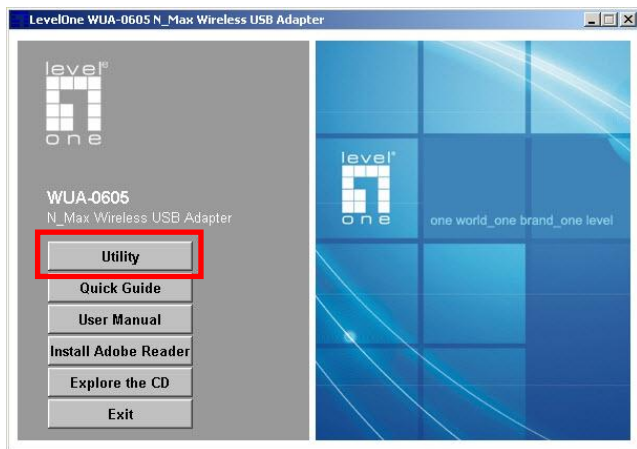 LevelOne WUA-0605 N_Max Wireless USB Adapter
level®
one
WUA-0605
N_Max Wireless USB Adapter
Utility
Quick Guide
User Manual
Install Adobe Reader
Explore the CD
Exit
level®
one
one world_one brand_one level